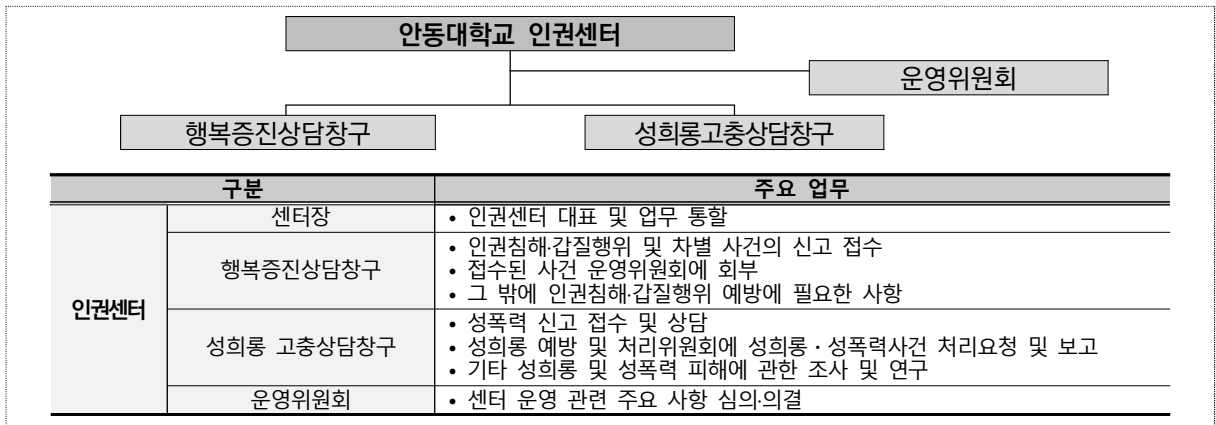 안동대학교 인권센터
운영위원회
행복증진상담창구
성희롱고충상담창구
구분
주요 업무
인권센터
센터장
• 인권센터 대표 및 업무 통할
행복증진상담창구
• 인권침해·갑질행위 및 차별 사건의 신고 접수
• 접수된 사건 운영위원회에 회부
• 그 밖에 인권침해·갑질행위 예방에 필요한 사항
성희롱 고충상담창구
• 성폭력 신고 접수 및 상담
• 성희롱 예방 및 처리위원회에 성희롱·성폭력사건 처리요청 및 보고
• 기타 성희롱 및 성폭력 피해에 관한 조사 및 연구
운영위원회
• 센터 운영 관련 주요 사항 심의·의결